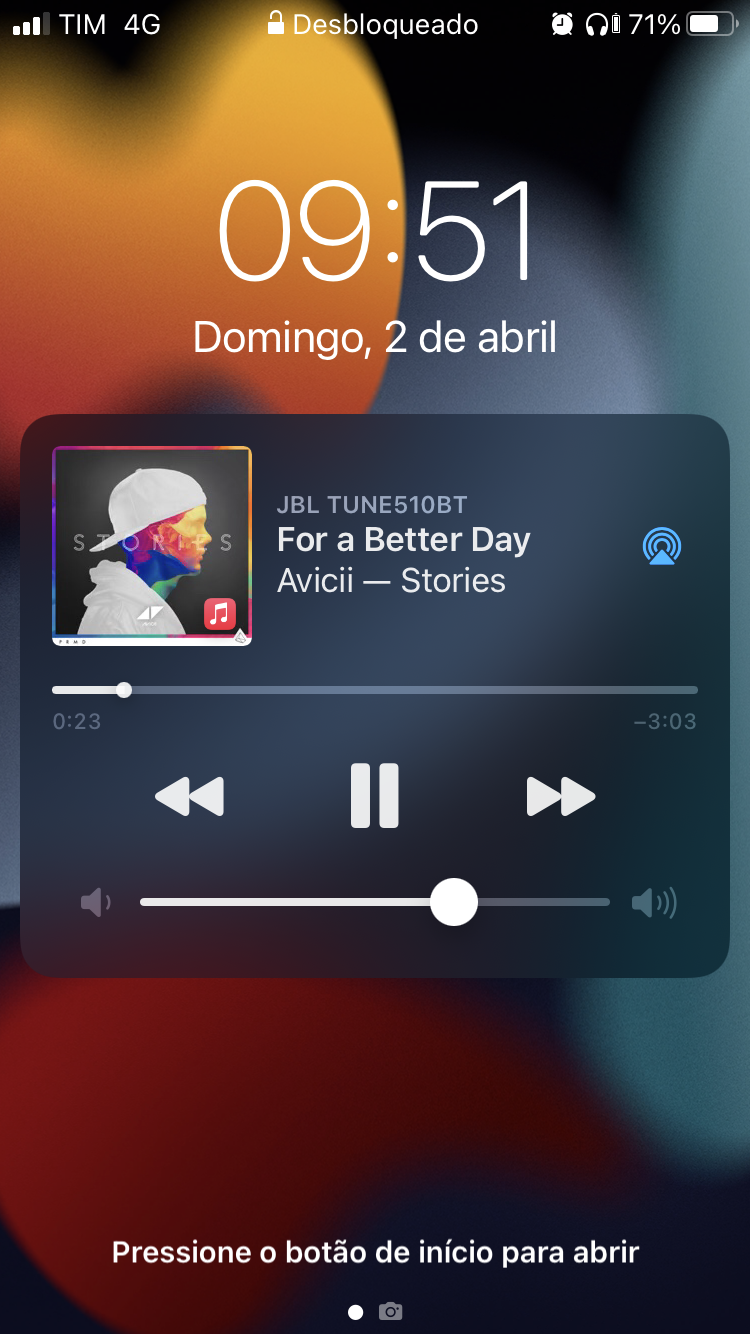 TIM 4G Desbloqueado 71%
09:51
Domingo, 2 de abril
STORIES
JBL TUNE510BT
For a Better Day
Avicii — Stories
0:23 –3:03
Pressione o botão de início para abrir